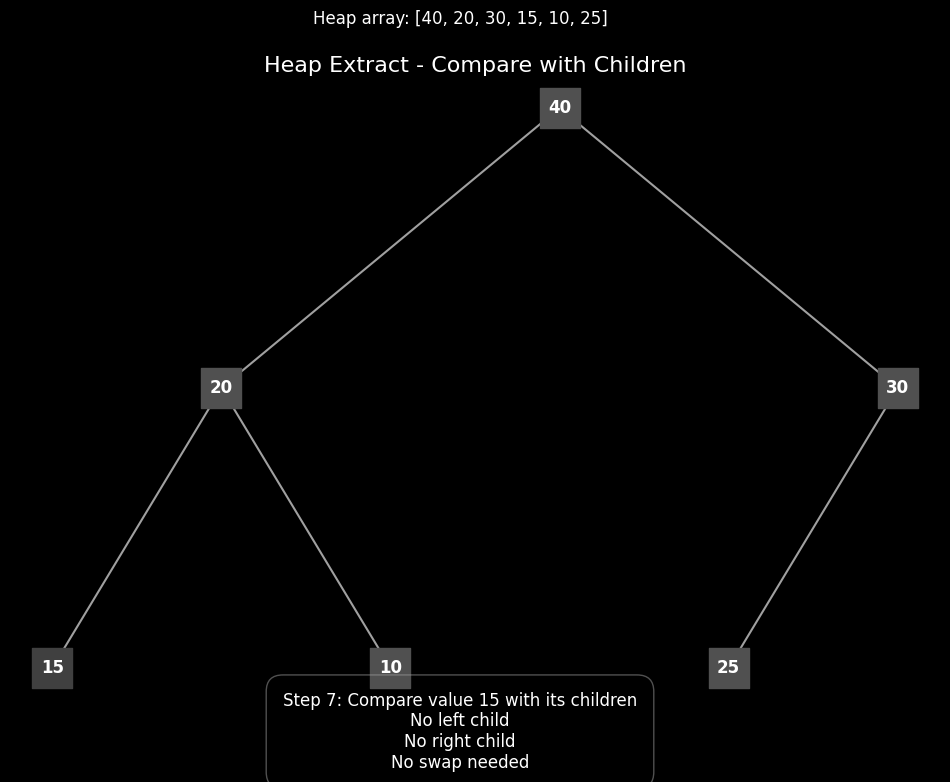 Heap array: [40, 20, 30, 15, 10, 25]
Heap Extract - Compare with Children
40
20
30
15
10
25
Step 7: Compare value 15 with its children
No left child
No right child
No swap needed